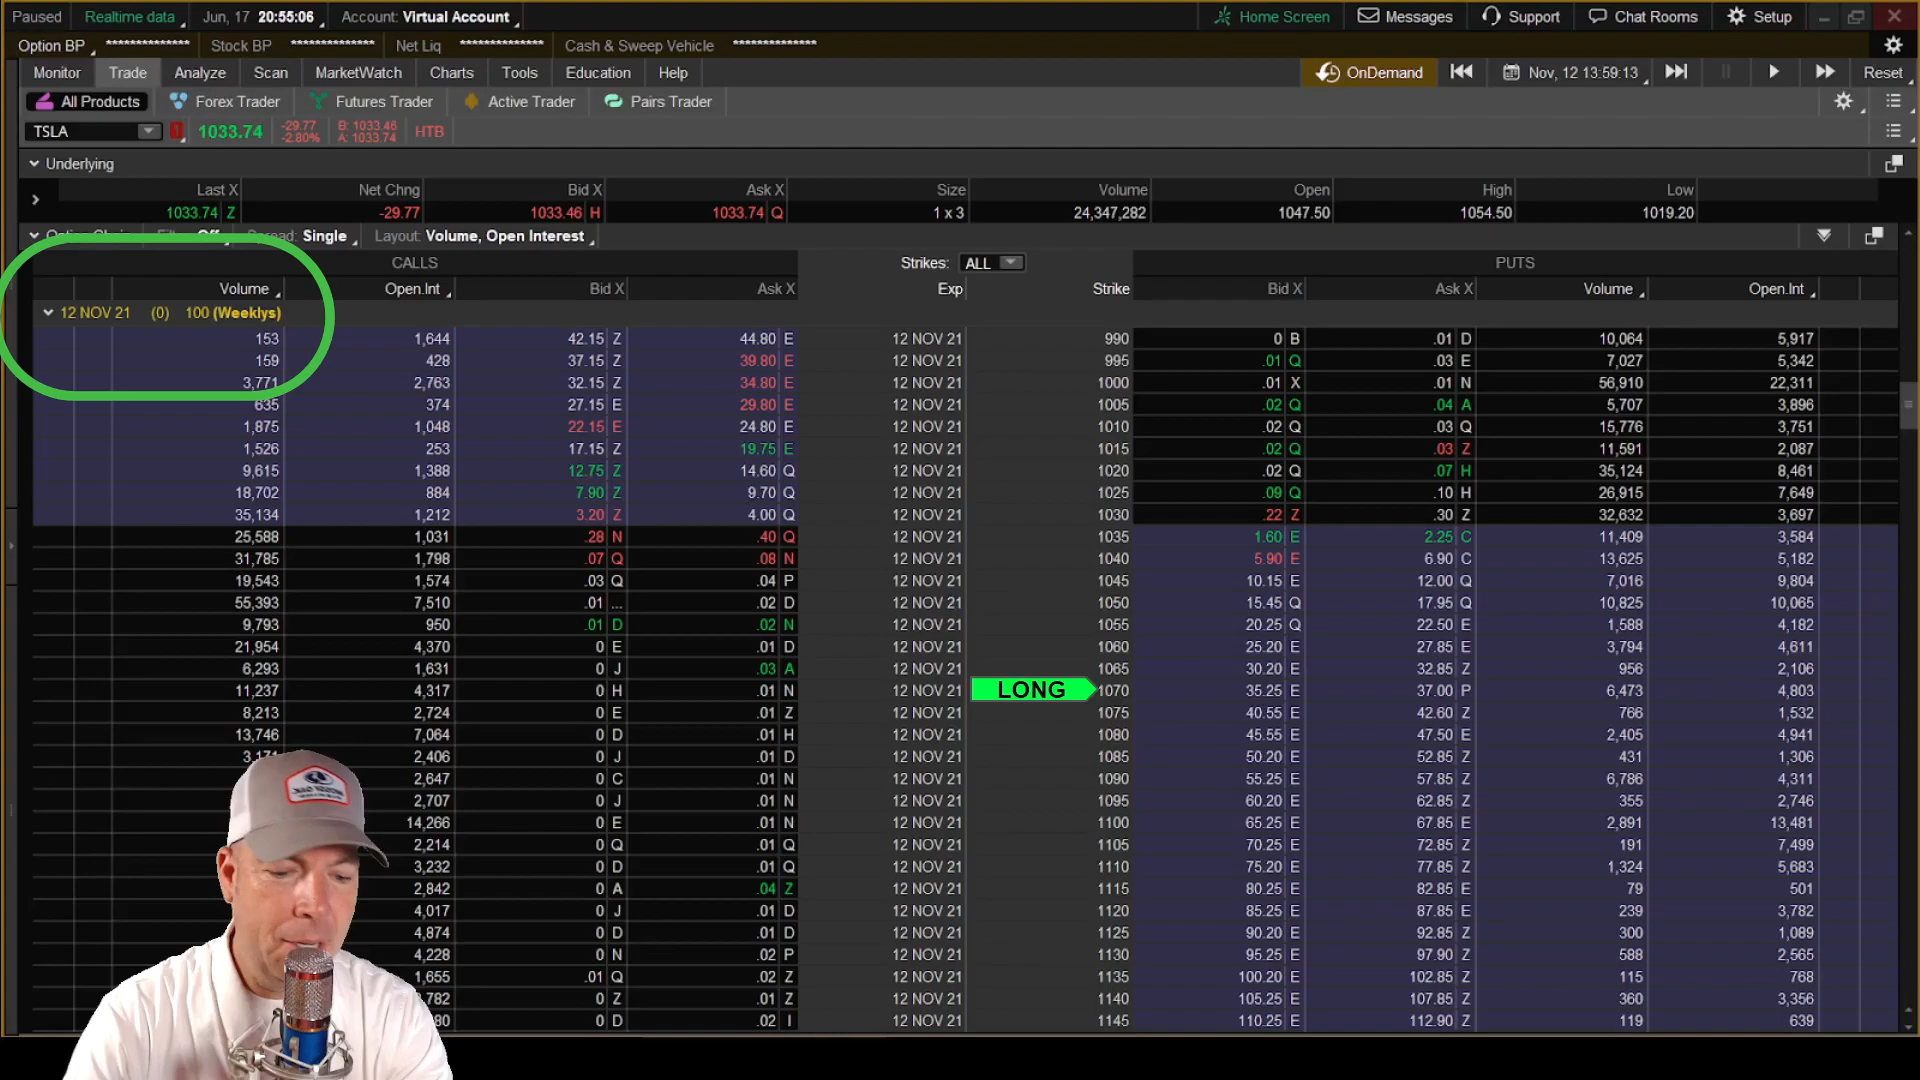 Paused Realtime data Jun, 17 20:55:06 Account: Virtual Account Home Screen Messages Support Chat Rooms Setup
Option BP ************** Stock BP ************** Net Liq ************** Cash & Sweep Vehicle **************
Monitor Trade Analyze Scan MarketWatch Charts Tools Education Help OnDemand Nov, 12 13:59:13 Reset
All Products Forex Trader Futures Trader Active Trader Pairs Trader
TSLA 1033.74 -29.77 B: 1033.46 HTB
-2.80% A: 1033.74
Underlying
Last X Net Chng Bid X Ask X Size Volume Open High Low
1033.74 Z -29.77 1033.46 H 1033.74 Q 1 x 3 24,347,282 1047.50 1054.50 1019.20
Off Single Layout: Volume, Open Interest
CALLS Strikes: ALL PUTS
Volume Open.Int Bid X Ask X Exp Strike Bid X Ask X Volume Open.Int
12 NOV 21 (0) 100 (Weeklys)
153 1,644 42.15 Z 44.80 E 12 NOV 21 990 0 B .01 D 10,064 5,917
159 428 37.15 Z 39.80 E 12 NOV 21 995 .01 Q .03 E 7,027 5,342
3,771 2,763 32.15 Z 34.80 E 12 NOV 21 1000 .01 X .01 N 56,910 22,311
635 374 27.15 E 29.80 E 12 NOV 21 1005 .02 Q .04 A 5,707 3,896
1,875 1,048 22.15 E 24.80 E 12 NOV 21 1010 .02 Q .03 Q 15,776 3,751
1,526 253 17.15 Z 19.75 E 12 NOV 21 1015 .02 Q .03 Z 11,591 2,087
9,615 1,388 12.75 Z 14.60 Q 12 NOV 21 1020 .02 Q .07 H 35,124 8,461
18,702 884 7.90 Z 9.70 Q 12 NOV 21 1025 .09 Q .10 H 26,915 7,649
35,134 1,212 3.20 Z 4.00 Q 12 NOV 21 1030 .22 Z .30 Z 32,632 3,697
25,588 1,031 .28 N .40 Q 12 NOV 21 1035 1.60 E 2.25 C 11,409 3,584
31,785 1,798 .07 Q .08 N 12 NOV 21 1040 5.90 E 6.90 C 13,625 5,182
19,543 1,574 .03 Q .04 P 12 NOV 21 1045 10.15 E 12.00 Q 7,016 9,804
55,393 7,510 .01 ... .02 D 12 NOV 21 1050 15.45 Q 17.95 Q 10,825 10,065
9,793 950 .01 D .02 N 12 NOV 21 1055 20.25 Q 22.50 E 1,588 4,182
21,954 4,370 0 E .01 D 12 NOV 21 1060 25.20 E 27.85 E 3,794 4,611
6,293 1,631 0 J .03 A 12 NOV 21 1065 30.20 E 32.85 Z 956 2,106
11,237 4,317 0 H .01 N 12 NOV 21 LONG 1070 35.25 E 37.00 P 6,473 4,803
8,213 2,724 0 E .01 Z 12 NOV 21 1075 40.55 E 42.60 Z 766 1,532
13,746 7,064 0 D .01 H 12 NOV 21 1080 45.55 E 47.50 E 2,405 4,941
2,406 0 J .01 D 12 NOV 21 1085 50.20 E 52.85 Z 431 1,306
2,647 0 C .01 N 12 NOV 21 1090 55.25 E 57.85 Z 6,786 4,311
2,707 0 J .01 N 12 NOV 21 1095 60.20 E 62.85 Z 355 2,746
14,266 0 E .01 N 12 NOV 21 1100 65.25 E 67.85 E 2,891 13,481
2,214 0 Q .01 Q 12 NOV 21 1105 70.25 E 72.85 Z 191 7,499
3,232 0 D .01 Q 12 NOV 21 1110 75.20 E 77.85 Z 1,324 5,683
2,842 0 A .04 Z 12 NOV 21 1115 80.25 E 82.85 E 79 501
4,017 0 J .01 D 12 NOV 21 1120 85.25 E 87.85 E 239 3,782
4,874 0 D .01 D 12 NOV 21 1125 90.20 E 92.85 Z 300 1,089
4,228 0 N .02 P 12 NOV 21 1130 95.25 E 97.90 Z 588 2,565
1,655 .01 Q .02 Z 12 NOV 21 1135 100.20 E 102.85 Z 115 768
782 0 Z .01 Z 12 NOV 21 1140 105.25 E 107.85 Z 360 3,356
80 0 D .02 I 12 NOV 21 1145 110.25 E 112.90 Z 119 639